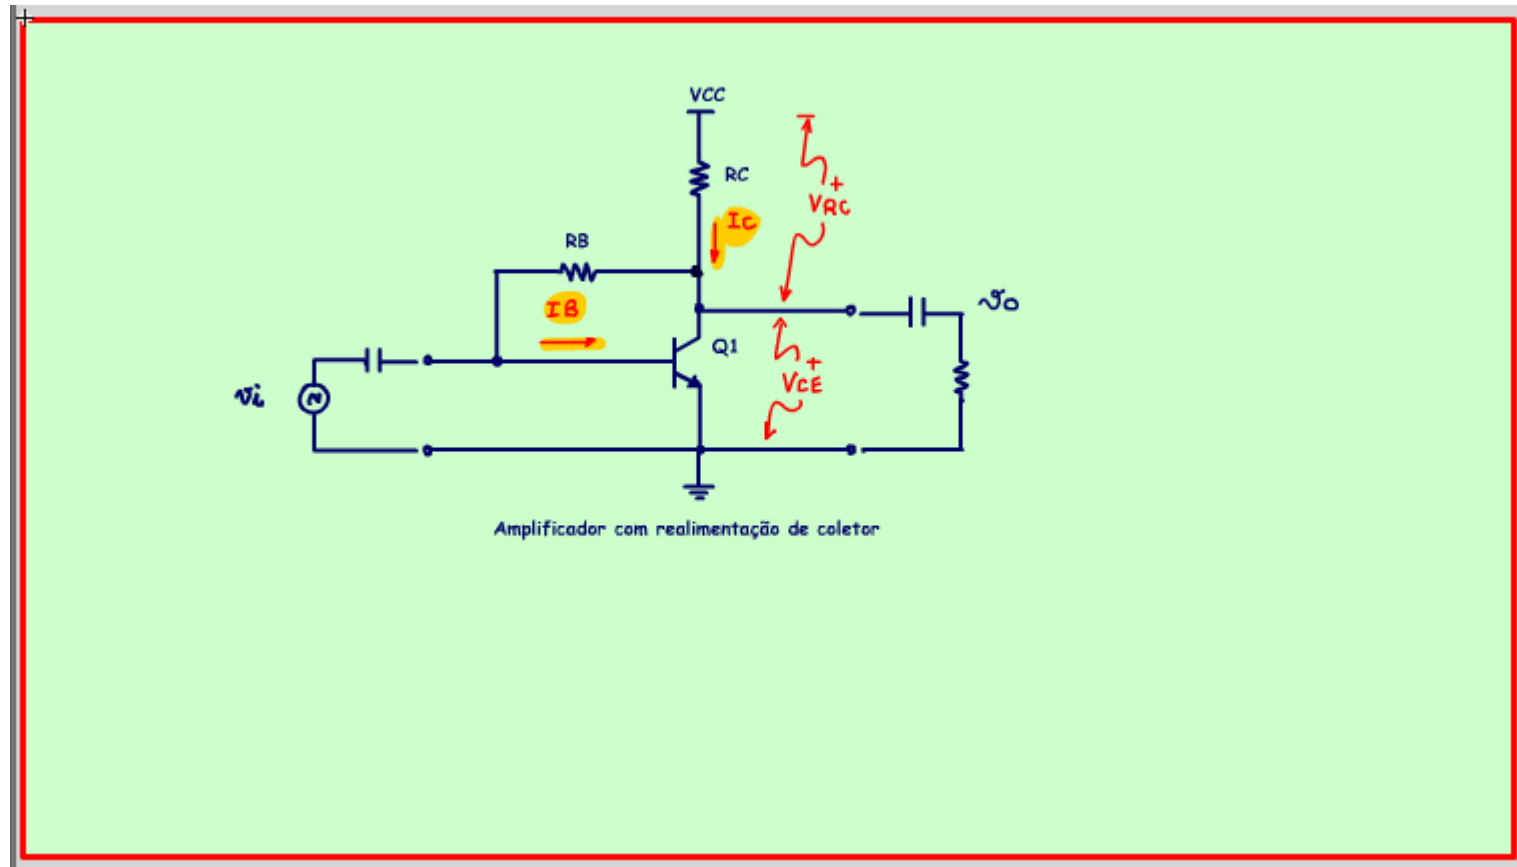 VCC
RC
VRC
+
IC
RB
IB
vo
Q1
+
VCE
vi
Amplificador com realimentação de coletor